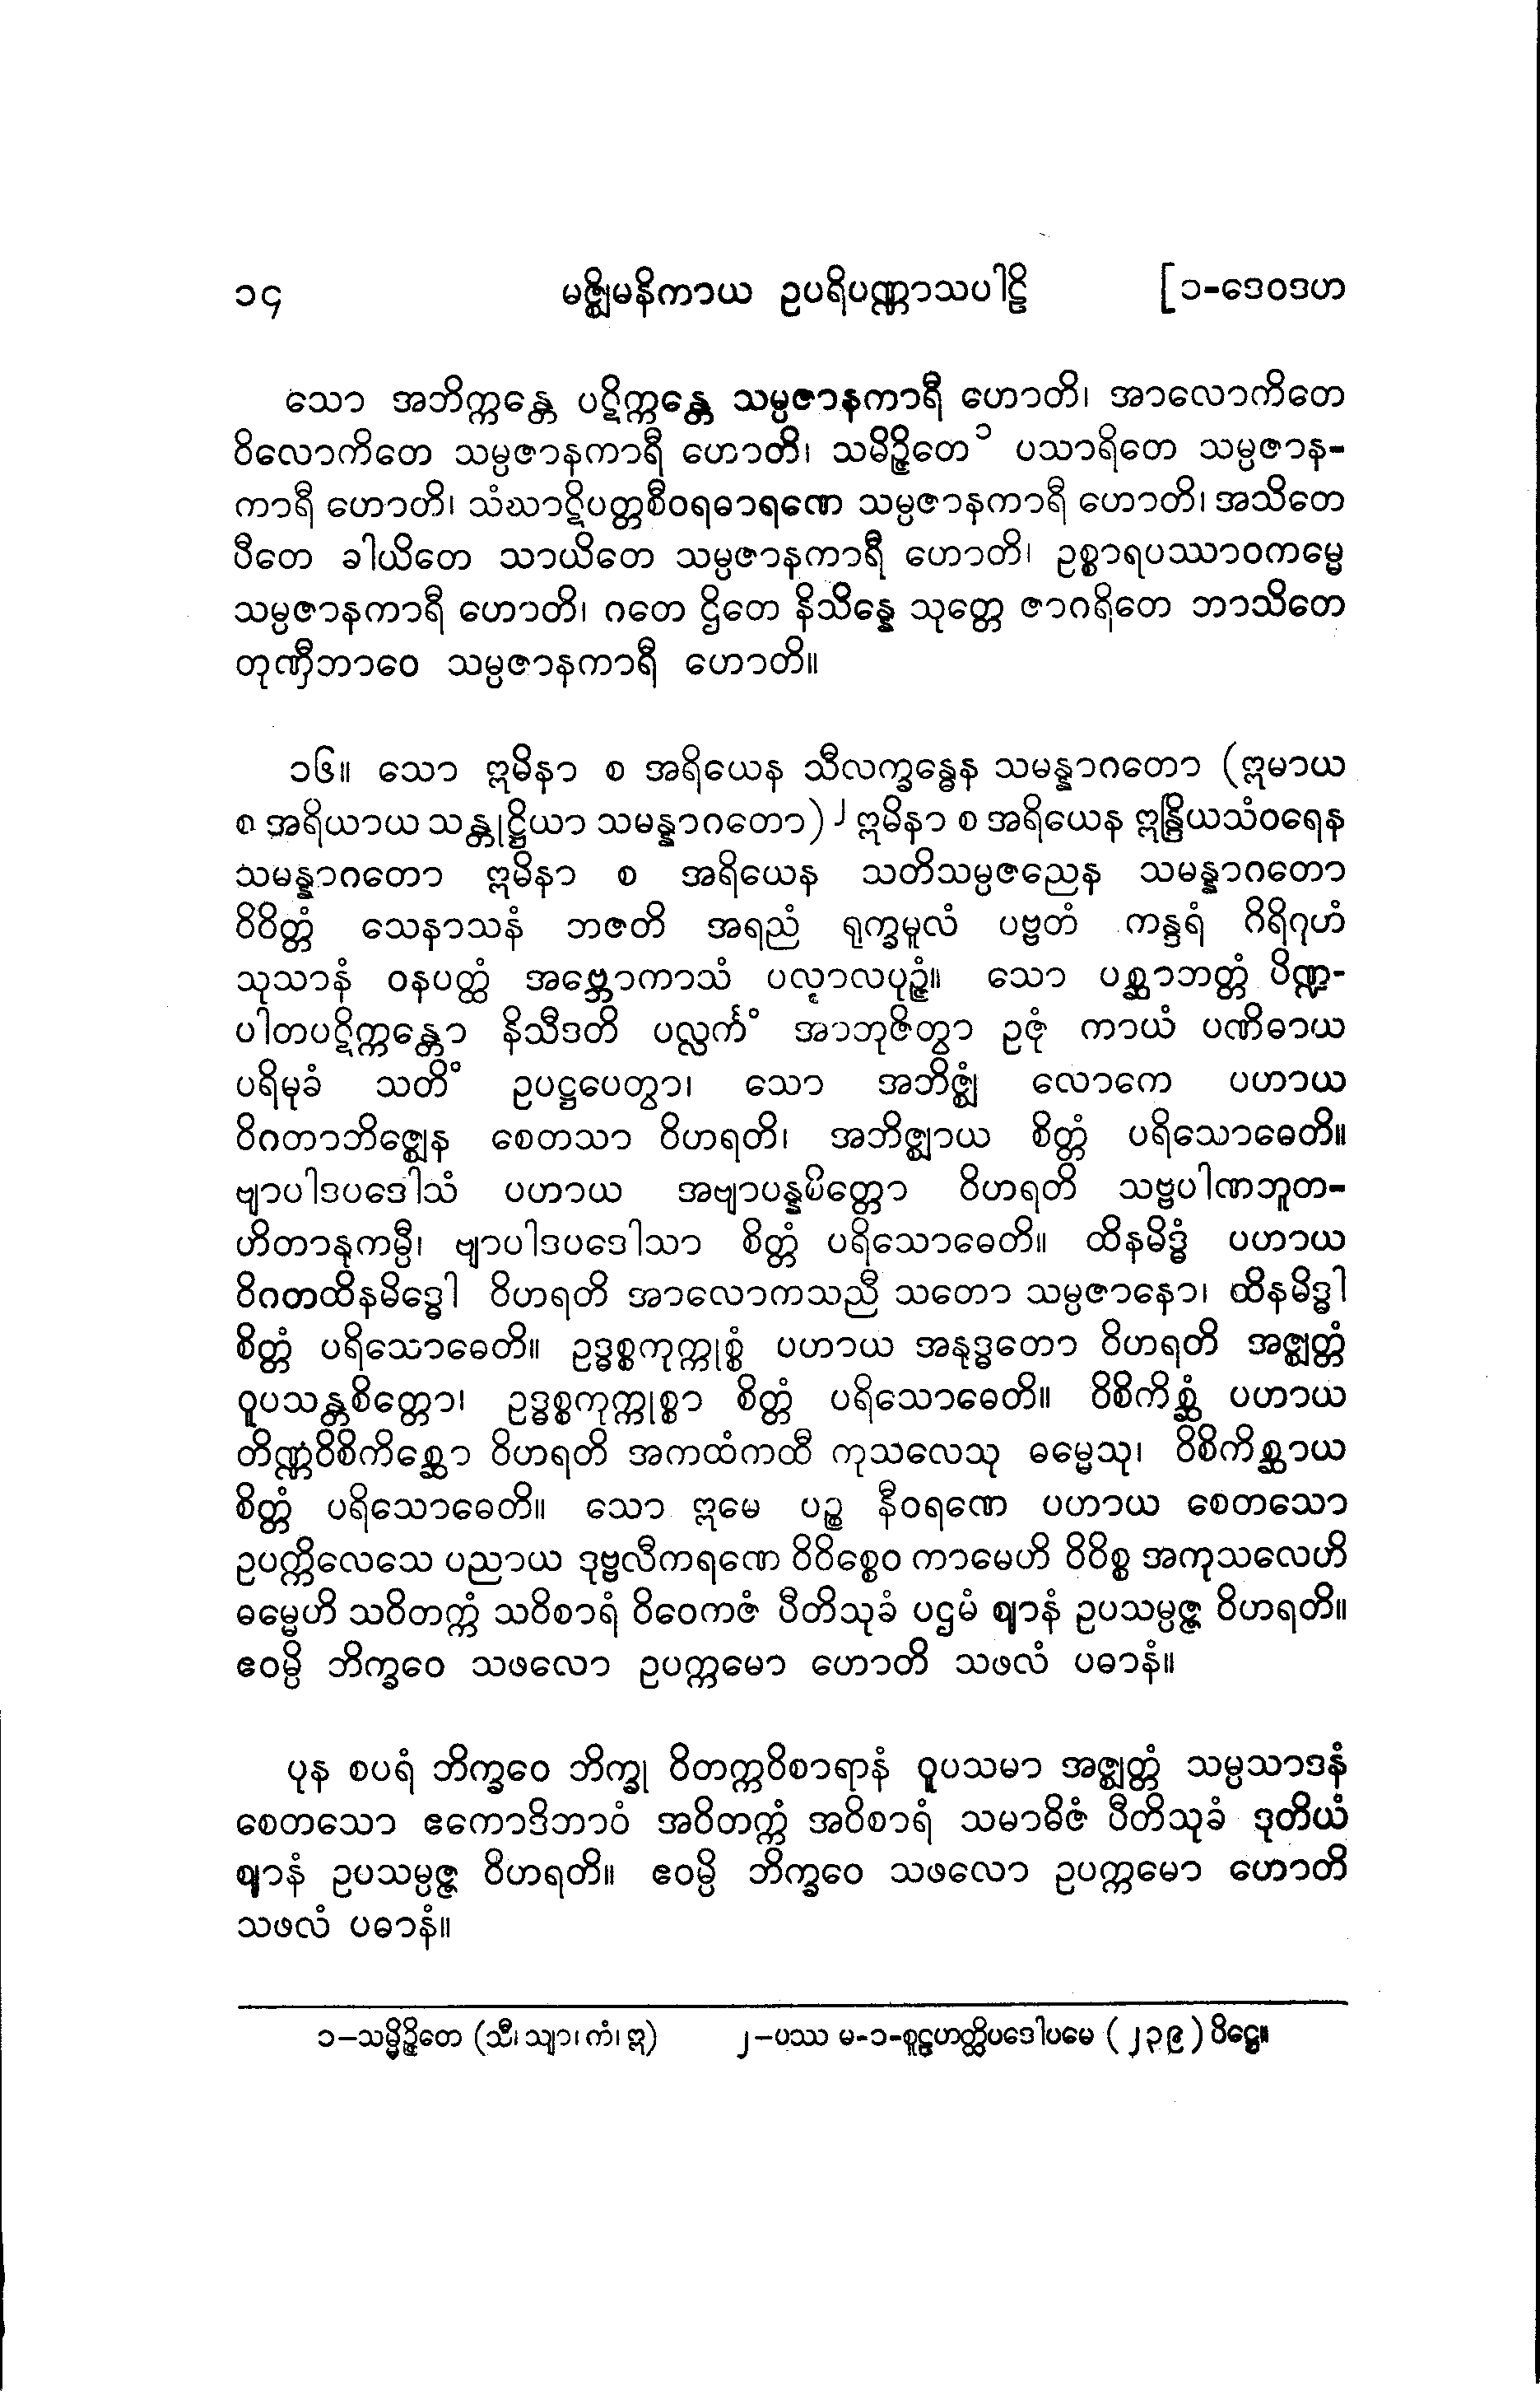 ၁၄ မဇ္ဈိမနိကာယ ဥပရိပဏ္ဏာသပါဠိ [၁-ဒေဝဒဟ
သော အဘိက္ကန္တေ ပဋိက္ကန္တေ သမ္ပဇာနကာရီ ဟောတိ၊ အာလောကိတေ
ဝိလောကိတေ သမ္ပဇာနကာရီ ဟောတိ၊ သမိဉ္ဇိတေ ၁ ပသာရိတေ သမ္ပဇာန-
ကာရီ ဟောတိ၊ သံဃာဋိပတ္တစီဝရဓာရဏေ သမ္ပဇာနကာရီ ဟောတိ၊ အသိတေ
ပီတေ ခါယိတေ သာယိတေ သမ္ပဇာနကာရီ ဟောတိ၊ ဥစ္စာရပဿာဝကမ္မေ
သမ္ပဇာနကာရီ ဟောတိ၊ ဂတေ ဌိတေ နိသိန္နေ သုတ္တေ ဇာဂရိတေ ဘာသိတေ
တုဏှီဘာဝေ သမ္ပဇာနကာရီ ဟောတိ။
၁၆။ သော ဣမိနာ စ အရိယေန သီလက္ခန္ဓေန သမန္နာဂတော (ဣမာယ
စ အရိယာယ သန္တုဋ္ဌိယာ သမန္နာဂတော) ၂ ဣမိနာ စ အရိယေန ဣန္ဒြိယသံဝရေန
သမန္နာဂတော ဣမိနာ စ အရိယေန သတိသမ္ပဇညေန သမန္နာဂတော
ဝိဝိတ္တံ သေနာသနံ ဘဇတိ အရညံ ရုက္ခမူလံ ပဗ္ဗတံ ကန္ဒရံ ဂိရိဂုဟံ
သုသာနံ ဝနပတ္ထံ အဗ္ဘောကာသံ ပလာလပုဉ္ဇံ။ သော ပစ္ဆာဘတ္တံ ပိဏ္ဍ-
ပါတပဋိက္ကန္တော နိသီဒတိ ပလ္လင်္ကံ အာဘုဇိတွာ ဥဇုံ ကာယံ ပဏိဓာယ
ပရိမုခံ သတိံ ဥပဋ္ဌပေတွာ၊ သော အဘိဇ္ဈံ လောကေ ပဟာယ
ဝိဂတာဘိဇ္ဈေန စေတသာ ဝိဟရတိ၊ အဘိဇ္ဈာယ စိတ္တံ ပရိသောဓေတိ။
ဗျာပါဒပဒေါသံ ပဟာယ အဗျာပန္နစိတ္တော ဝိဟရတိ သဗ္ဗပါဏဘူတ-
ဟိတာနုကမ္ပီ၊ ဗျာပါဒပဒေါသာ စိတ္တံ ပရိသောဓေတိ။ ထိနမိဒ္ဓံ ပဟာယ
ဝိဂတထိနမိဒ္ဓေါ ဝိဟရတိ အာလောကသညီ သတော သမ္ပဇာနော၊ ထိနမိဒ္ဓါ
စိတ္တံ ပရိသောဓေတိ။ ဥဒ္ဓစ္စကုက္ကုစ္စံ ပဟာယ အနုဒ္ဓတော ဝိဟရတိ အဇ္ဈတ္တံ
ဝူပသန္တစိတ္တော၊ ဥဒ္ဓစ္စကုက္ကုစ္စာ စိတ္တံ ပရိသောဓေတိ။ ဝိစိကိစ္ဆံ ပဟာယ
တိဏ္ဏဝိစိကိစ္ဆော ဝိဟရတိ အကထံကထီ ကုသလေသု ဓမ္မေသု၊ ဝိစိကိစ္ဆာယ
စိတ္တံ ပရိသောဓေတိ။ သော ဣမေ ပဉ္စ နီဝရဏေ ပဟာယ စေတသော
ဥပက္ကိလေသေ ပညာယ ဒုဗ္ဗလီကရဏေ ဝိဝိစ္စေဝ ကာမေဟိ ဝိဝိစ္စ အကုသလေဟိ
ဓမ္မေဟိ သဝိတက္ကံ သဝိစာရံ ဝိဝေကဇံ ပီတိသုခံ ပဌမံ ဈာနံ ဥပသမ္ပဇ္ဇ ဝိဟရတိ။
ဧဝမ္ပိ ဘိက္ခဝေ သဖလော ဥပက္ကမော ဟောတိ သဖလံ ပဓာနံ။
ပုန စပရံ ဘိက္ခဝေ ဘိက္ခု ဝိတက္ကဝိစာရာနံ ဝူပသမာ အဇ္ဈတ္တံ သမ္ပသာဒနံ
စေတသော ဧကောဒိဘာဝံ အဝိတက္ကံ အဝိစာရံ သမာဓိဇံ ပီတိသုခံ ဒုတိယံ
ဈာနံ ဥပသမ္ပဇ္ဇ ဝိဟရတိ။ ဧဝမ္ပိ ဘိက္ခဝေ သဖလော ဥပက္ကမော ဟောတိ
သဖလံ ပဓာနံ။
၁–သမ္မိဉ္ဇိတေ (သီ၊ သျာ၊ ကံ၊ ဣ) ၂–ပဿ မ-၁-စူဠဟတ္ထိပဒေါပမေ (၂၃၉) ပိဋ္ဌေ။